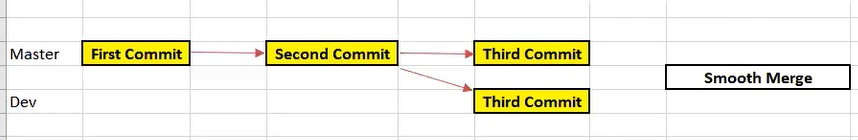 Master First Commit Second Commit Third Commit
Smooth Merge
Dev Third Commit